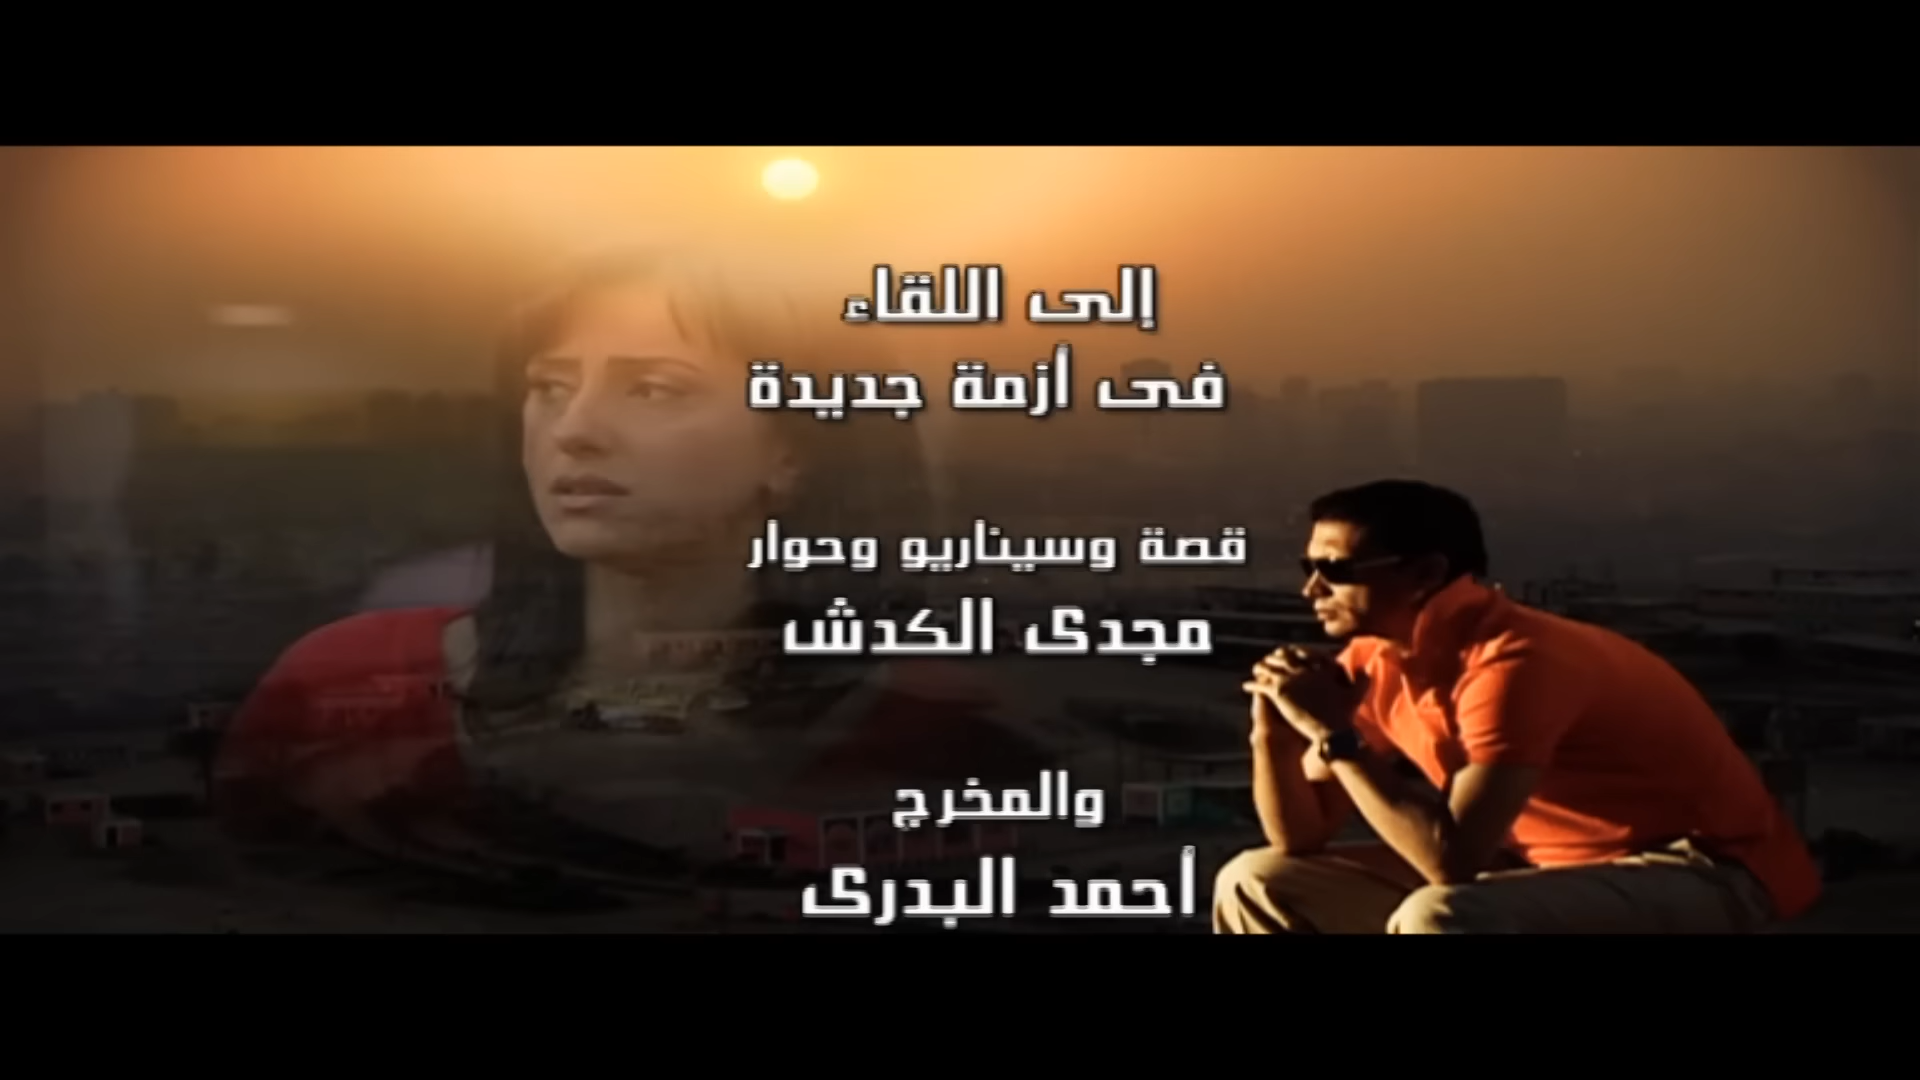 إلى اللقاء
فى أزمة جديدة
قصة وسيناريو وحوار
مجدى الكدش
والمخرج
أحمد البدرى